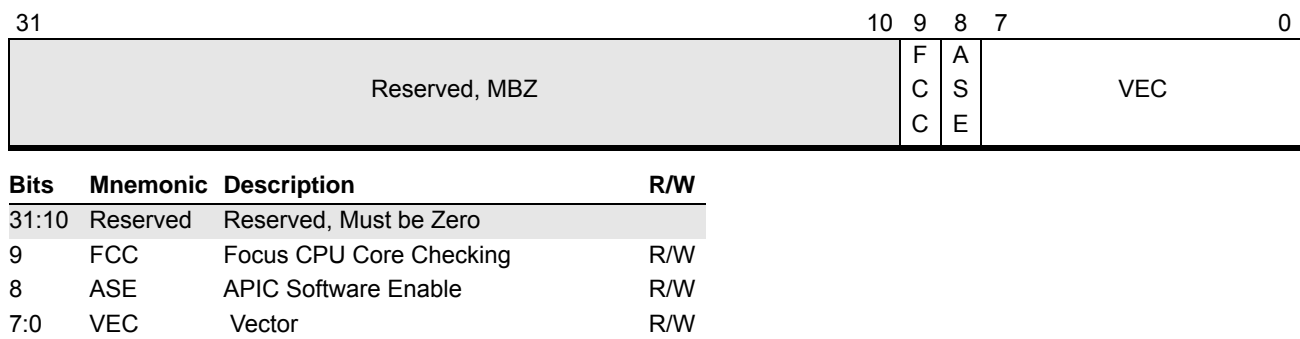 31 10 9 8 7 0
Reserved, MBZ
F
C
C
A
S
E
VEC
Bits Mnemonic Description R/W
31:10 Reserved Reserved, Must be Zero
9 FCC Focus CPU Core Checking R/W
8 ASE APIC Software Enable R/W
7:0 VEC Vector R/W